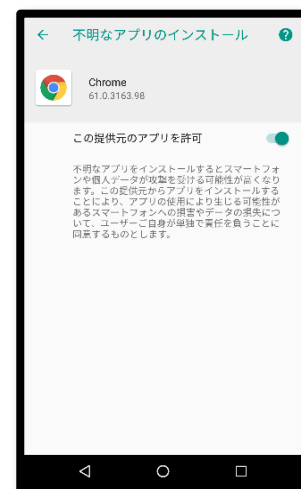 不明なアプリのインストール
Chrome
61.0.3163.98
この提供元のアプリを許可
不明なアプリをインストールするとスマートフォ
ンや個人データが攻撃を受ける可能性が高くなり
ます。この提供元からアプリをインストールする
ことにより、アプリの使用により生じる可能性が
あるスマートフォンへの損害やデータの損失につ
いて、ユーザーご自身が単独で責任を負うことに
同意するものとします。